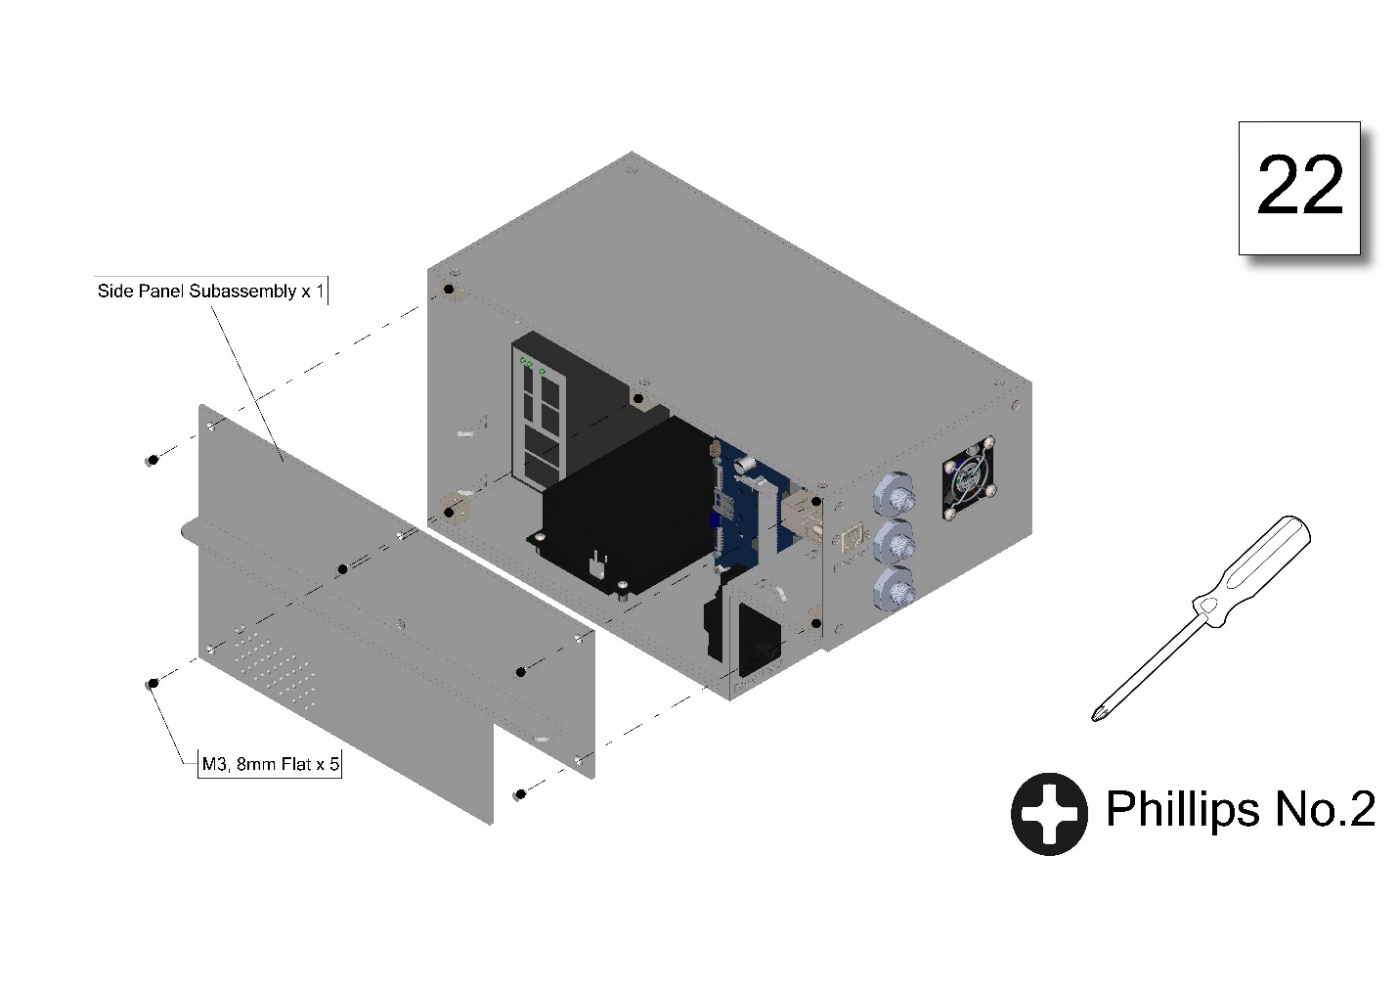 22
Side Panel Subassembly x 1
M3, 8mm Flat x 5
Phillips No.2